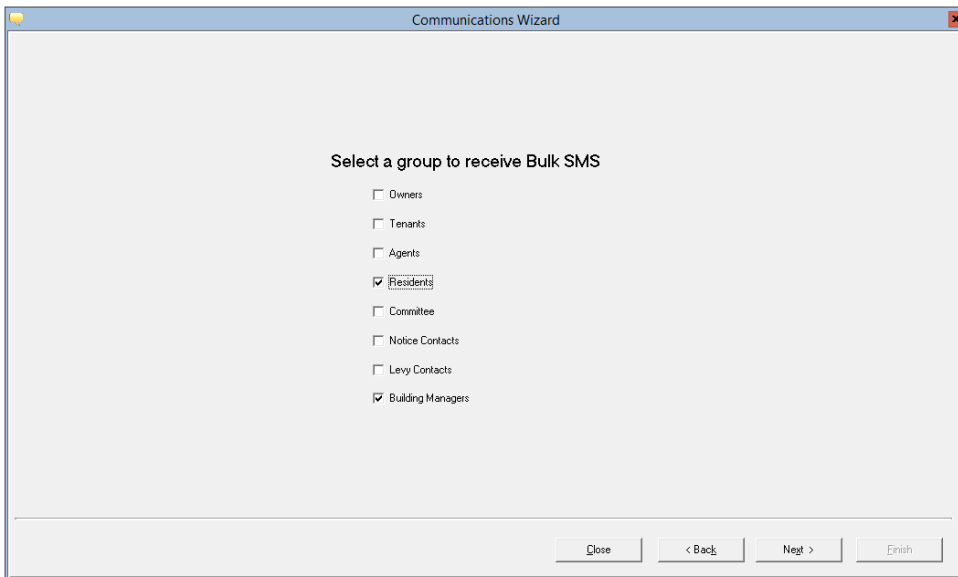 Communications Wizard
Select a group to receive Bulk SMS
Owners
Tenants
Agents
Residents
Committee
Notice Contacts
Levy Contacts
Building Managers
Close
< Back
Next >
Finish